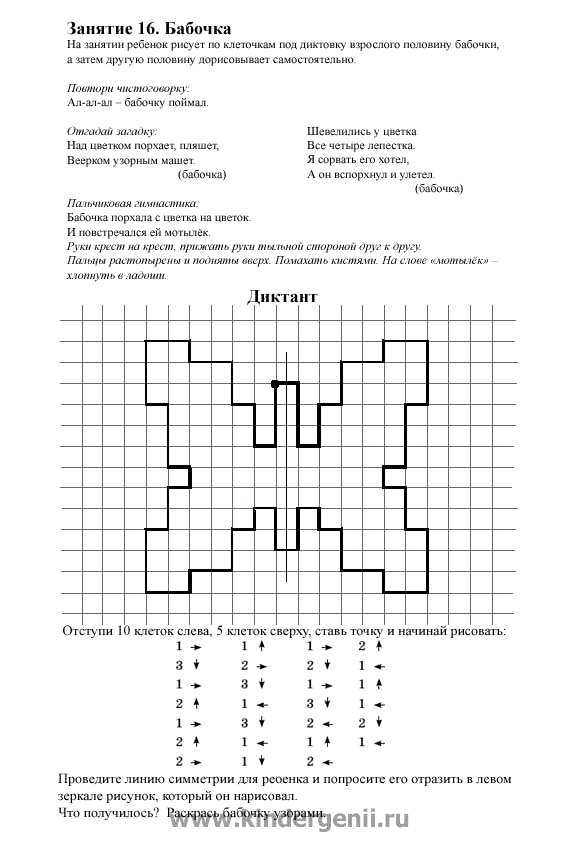 Занятие 16. Бабочка
На занятии ребенок рисует по клеточкам под диктовку взрослого половину бабочки,
а затем другую половину дорисовывает самостоятельно.
Повтори чистоговорку:
Ал-ал-ал – бабочку поймал.
Отгадай загадку:
Над цветком порхает, пляшет,
Веерком узорным машет.
(бабочка)
Шевелились у цветка
Все четыре лепестка.
Я сорвать его хотел,
А он вспорхнул и улетел.
(бабочка)
Пальчиковая гимнастика:
Бабочка порхала с цветка на цветок.
И повстречался ей мотылёк.
Руки крест на крест, прижать руки тыльной стороной друг к другу.
Пальцы растопырены и подняты вверх. Помахать кистями. На слове «мотылёк» –
хлопнуть в ладоши.
Диктант
Отступи 10 клеток слева, 5 клеток сверху, ставь точку и начинай рисовать:
1 → 1 ↑ 1 → 2 ↑
3 ↓ 2 → 2 ↓ 1 ←
1 → 3 ↓ 1 → 1 ↑
2 ↑ 1 ← 3 ↓ 1 ←
1 → 3 ↓ 2 ← 2 ↓
2 ↑ 1 ← 1 ↑ 1 ←
2 → 1 ↓ 2 ←
Проведите линию симметрии для ребенка и попросите его отразить в левом
зеркале рисунок, который он нарисовал.
Что получилось? Раскрась бабочку узорами.
www.kindergenii.ru